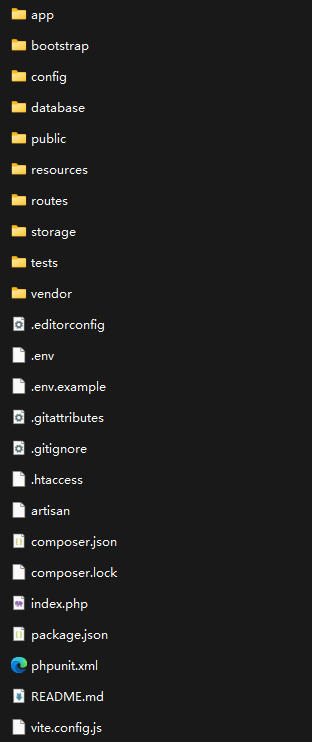 app
bootstrap
config
database
public
resources
routes
storage
tests
vendor
.editorconfig
.env
.env.example
.gitattributes
.gitignore
.htaccess
artisan
composer.json
composer.lock
index.php
package.json
phpunit.xml
README.md
vite.config.js